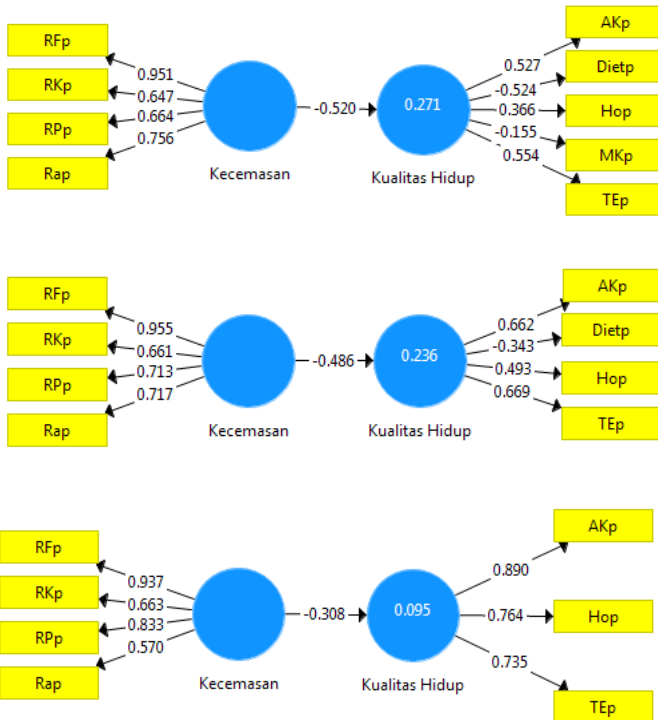 AKp
RFp
0.951
0.527
Dietp
RKp
0.647
-0.524
-0.520
0.271
0.366
Hop
RPp
0.664
-0.155
0.756
0.554
MKp
Rap
Kecemasan
Kualitas Hidup
TEp
RFp
AKp
0.955
0.662
Dietp
RKp
0.661
-0.343
-0.486
0.236
0.493
Hop
RPp
0.713
0.717
0.669
TEp
Rap
Kecemasan
Kualitas Hidup
AKp
RFp
0.937
0.890
RKp
0.663
-0.308
0.095
0.764
Hop
RPp
0.833
0.570
0.735
Rap
Kecemasan
Kualitas Hidup
TEp